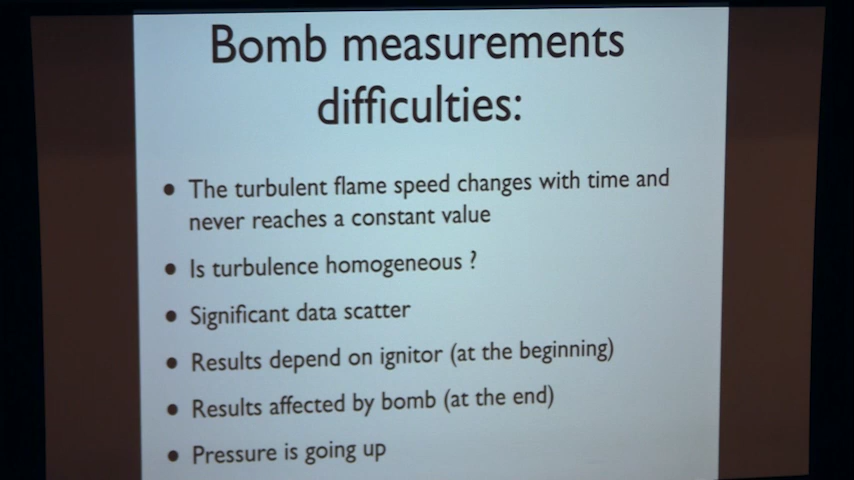 Bomb measurements
difficulties:
• The turbulent flame speed changes with time and
never reaches a constant value
• Is turbulence homogeneous ?
• Significant data scatter
• Results depend on ignitor (at the beginning)
• Results affected by bomb (at the end)
• Pressure is going up